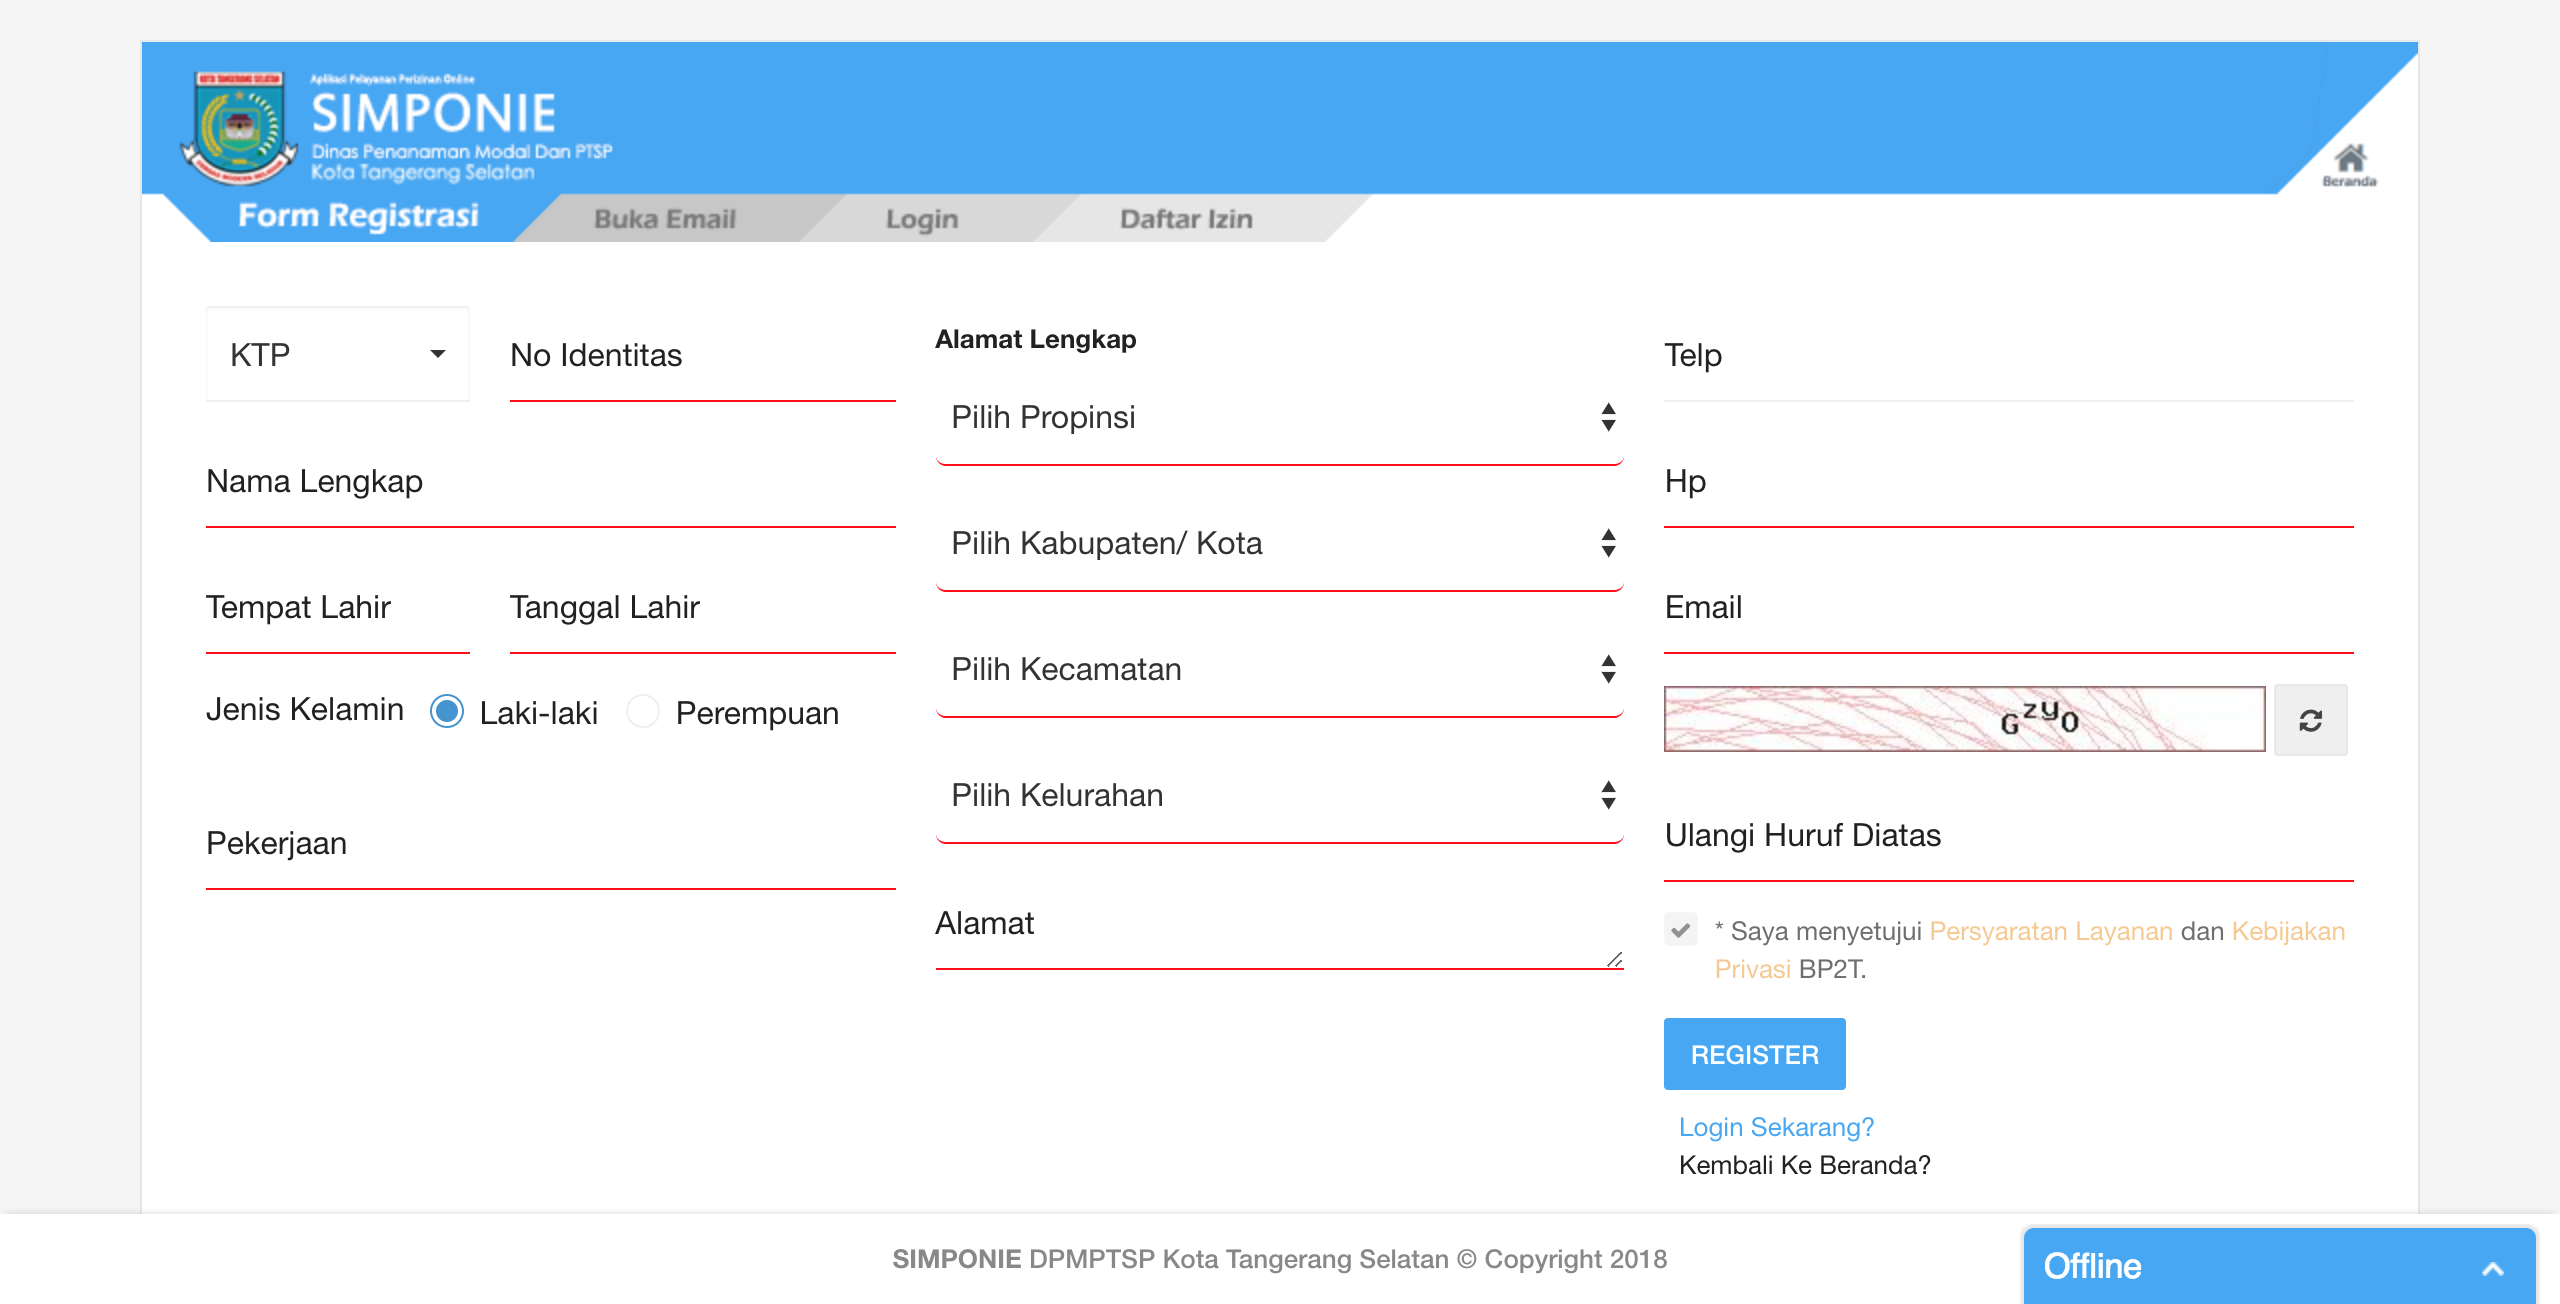 KOTA TANGERANG SELATAN
Aplikasi Pelayanan Perizinan Online
SIMPONIE
Dinas Penanaman Modal Dan PTSP
Kota Tangerang Selatan
Beranda
Form Registrasi
Buka Email
Login
Daftar Izin
KTP
No Identitas
Nama Lengkap
Tempat Lahir
Tanggal Lahir
Jenis Kelamin
Laki-laki
Perempuan
Pekerjaan
Alamat Lengkap
Pilih Propinsi
Pilih Kabupaten/ Kota
Pilih Kecamatan
Pilih Kelurahan
Alamat
Telp
Hp
Email
GzyO
Ulangi Huruf Diatas
* Saya menyetujui Persyaratan Layanan dan Kebijakan
Privasi BP2T.
REGISTER
Login Sekarang?
Kembali Ke Beranda?
SIMPONIE DPMPTSP Kota Tangerang Selatan © Copyright 2018
Offline